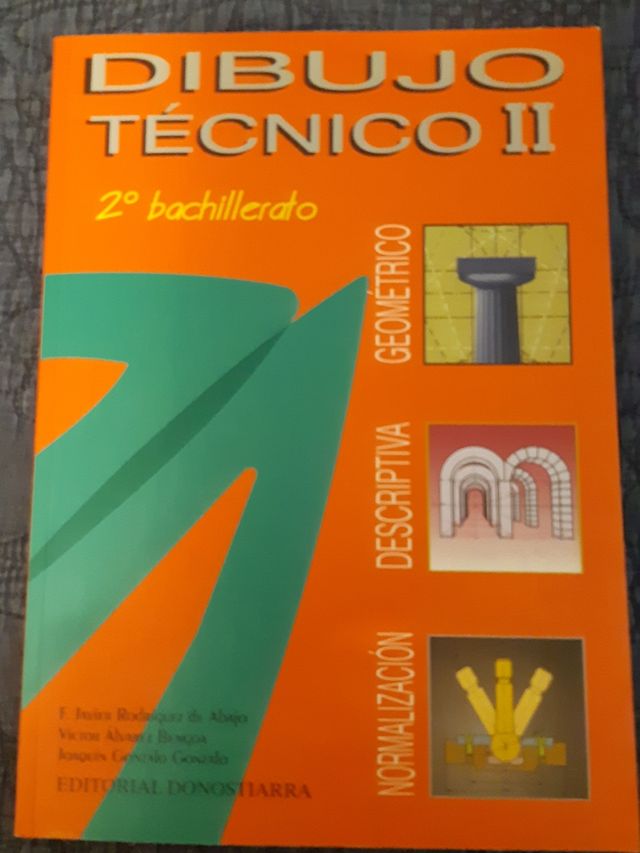 DIBUJO
TÉCNICO II
2º bachillerato
GEOMÉTRICO
DESCRIPTIVA
NORMALIZACIÓN
F. Javier Rodríguez de Abajo
Víctor Álvarez Bengoa
Joaquín Gonzalo Gonzalo
EDITORIAL DONOSTIARRA